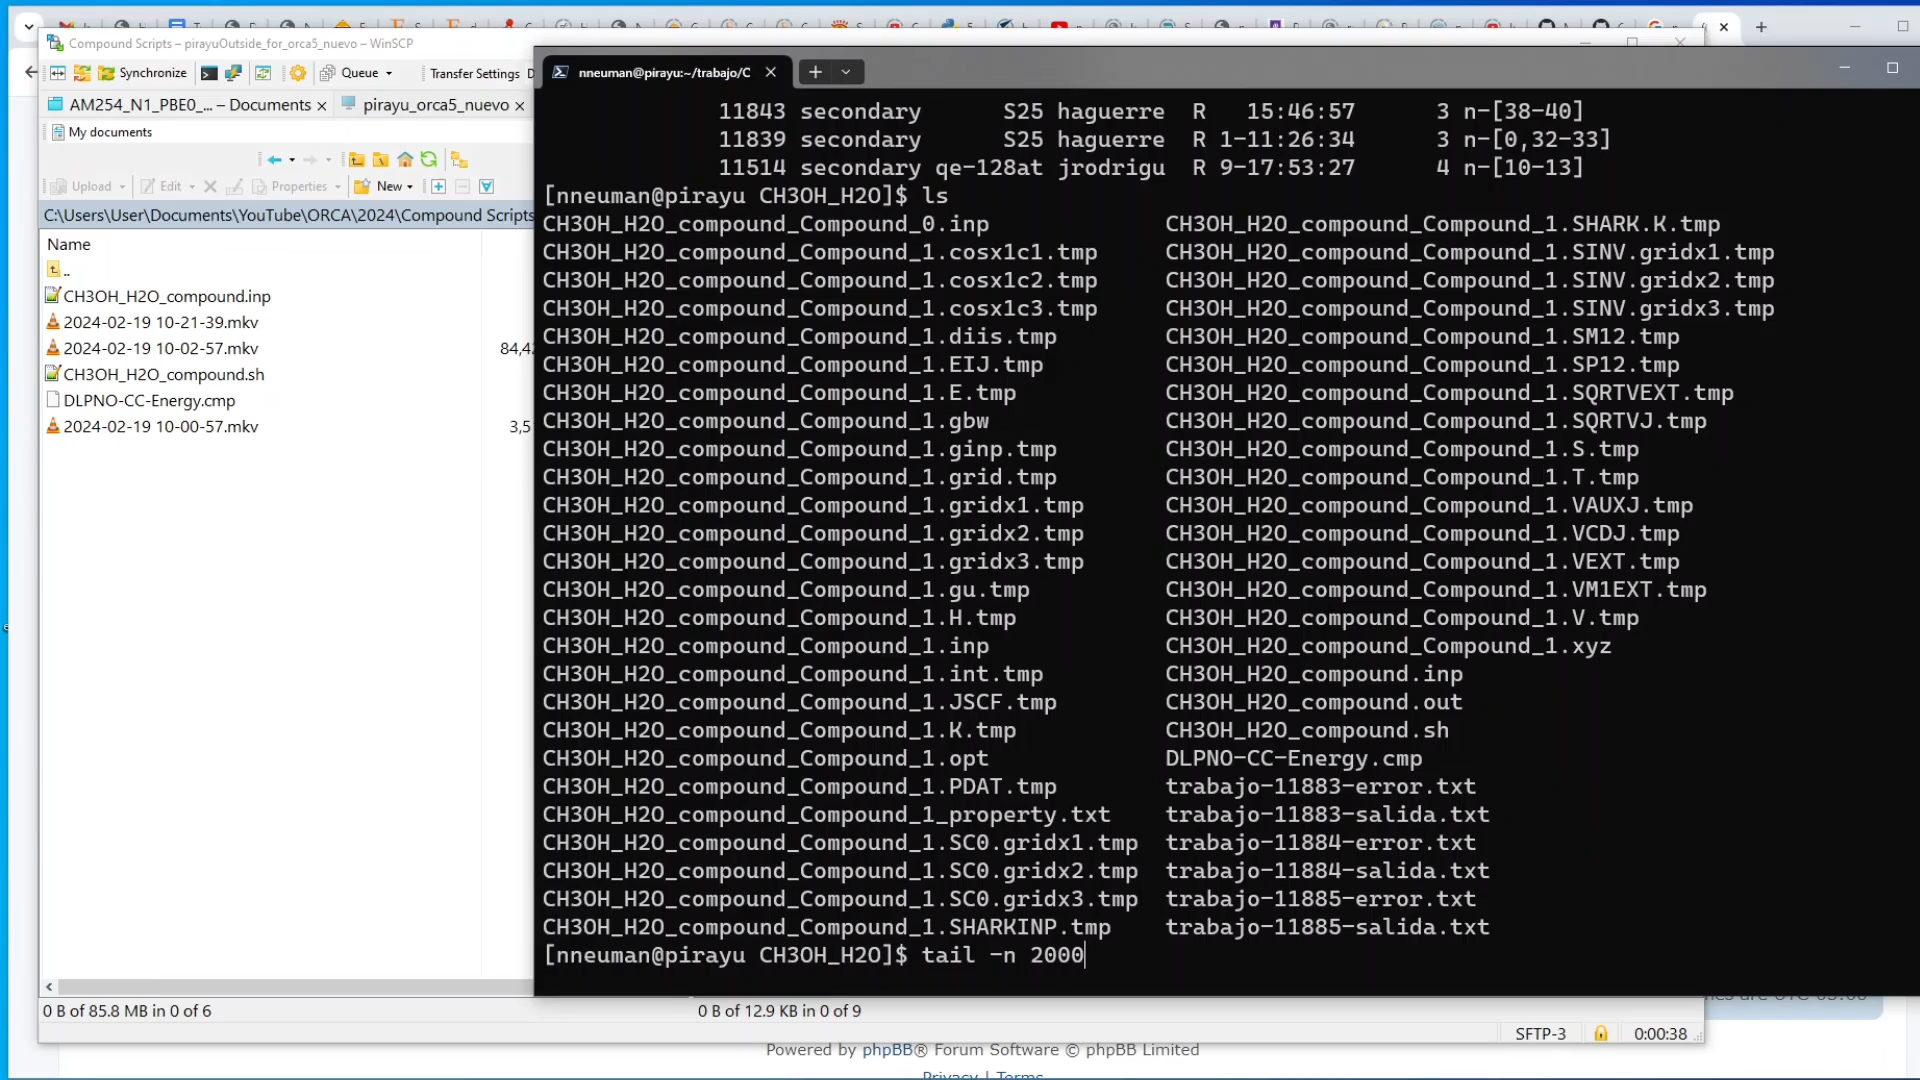 Compound Scripts – pirayuOutside_for_orca5_nuevo – WinSCP
Synchronize
Queue
Transfer Settings D
AM254_N1_PBE0_... – Documents ×
pirayu_orca5_nuevo ×
My documents
Upload
Edit
Properties
New
C:\Users\User\Documents\YouTube\ORCA\2024\Compound Scripts
Name
..
CH3OH_H2O_compound.inp
2024-02-19 10-21-39.mkv
2024-02-19 10-02-57.mkv 84,42
CH3OH_H2O_compound.sh
DLPNO-CC-Energy.cmp
2024-02-19 10-00-57.mkv 3,5
0 B of 85.8 MB in 0 of 6
0 B of 12.9 KB in 0 of 9
SFTP-3
0:00:38
nneuman@pirayu:~/trabajo/C
11843 secondary S25 haguerre R 15:46:57 3 n-[38-40]
11839 secondary S25 haguerre R 1-11:26:34 3 n-[0,32-33]
11514 secondary qe-128at jrodrigu R 9-17:53:27 4 n-[10-13]
[nneuman@pirayu CH3OH_H2O]$ ls
CH3OH_H2O_compound_Compound_0.inp CH3OH_H2O_compound_Compound_1.SHARK.K.tmp
CH3OH_H2O_compound_Compound_1.cosx1c1.tmp CH3OH_H2O_compound_Compound_1.SINV.gridx1.tmp
CH3OH_H2O_compound_Compound_1.cosx1c2.tmp CH3OH_H2O_compound_Compound_1.SINV.gridx2.tmp
CH3OH_H2O_compound_Compound_1.cosx1c3.tmp CH3OH_H2O_compound_Compound_1.SINV.gridx3.tmp
CH3OH_H2O_compound_Compound_1.diis.tmp CH3OH_H2O_compound_Compound_1.SM12.tmp
CH3OH_H2O_compound_Compound_1.EIJ.tmp CH3OH_H2O_compound_Compound_1.SP12.tmp
CH3OH_H2O_compound_Compound_1.E.tmp CH3OH_H2O_compound_Compound_1.SQRTVEXT.tmp
CH3OH_H2O_compound_Compound_1.gbw CH3OH_H2O_compound_Compound_1.SQRTVJ.tmp
CH3OH_H2O_compound_Compound_1.ginp.tmp CH3OH_H2O_compound_Compound_1.S.tmp
CH3OH_H2O_compound_Compound_1.grid.tmp CH3OH_H2O_compound_Compound_1.T.tmp
CH3OH_H2O_compound_Compound_1.gridx1.tmp CH3OH_H2O_compound_Compound_1.VAUXJ.tmp
CH3OH_H2O_compound_Compound_1.gridx2.tmp CH3OH_H2O_compound_Compound_1.VCDJ.tmp
CH3OH_H2O_compound_Compound_1.gridx3.tmp CH3OH_H2O_compound_Compound_1.VEXT.tmp
CH3OH_H2O_compound_Compound_1.gu.tmp CH3OH_H2O_compound_Compound_1.VM1EXT.tmp
CH3OH_H2O_compound_Compound_1.H.tmp CH3OH_H2O_compound_Compound_1.V.tmp
CH3OH_H2O_compound_Compound_1.inp CH3OH_H2O_compound_Compound_1.xyz
CH3OH_H2O_compound_Compound_1.int.tmp CH3OH_H2O_compound.inp
CH3OH_H2O_compound_Compound_1.JSCF.tmp CH3OH_H2O_compound.out
CH3OH_H2O_compound_Compound_1.K.tmp CH3OH_H2O_compound.sh
CH3OH_H2O_compound_Compound_1.opt DLPNO-CC-Energy.cmp
CH3OH_H2O_compound_Compound_1.PDAT.tmp trabajo-11883-error.txt
CH3OH_H2O_compound_Compound_1_property.txt trabajo-11883-salida.txt
CH3OH_H2O_compound_Compound_1.SC0.gridx1.tmp trabajo-11884-error.txt
CH3OH_H2O_compound_Compound_1.SC0.gridx2.tmp trabajo-11884-salida.txt
CH3OH_H2O_compound_Compound_1.SC0.gridx3.tmp trabajo-11885-error.txt
CH3OH_H2O_compound_Compound_1.SHARKINP.tmp trabajo-11885-salida.txt
[nneuman@pirayu CH3OH_H2O]$ tail -n 2000
Powered by phpBB® Forum Software © phpBB Limited
Privacy | Terms